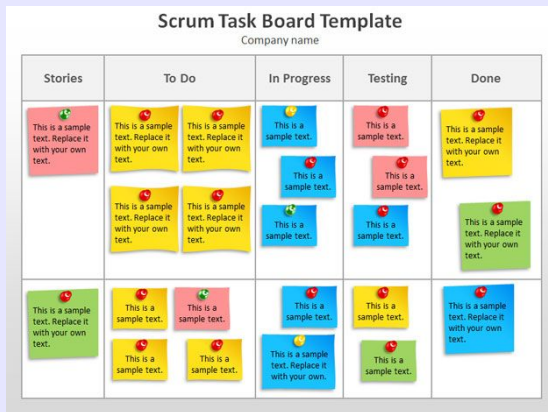 Scrum Task Board Template
Company name
Stories
To Do
In Progress
Testing
Done
This is a sample
text. Replace it
with your own
text.
This is a sample
text. Replace it
with your own
text.
This is a sample
text. Replace it
with your own
text.
This is a sample
text. Replace it
with your own
text.
This is a sample
text. Replace it
with your own
text.
This is a
sample text.
This is a
sample text.
This is a
sample text.
This is a
sample text.
This is a
sample text.
This is a
sample text.
This is a sample
text. Replace it
with your own
text.
This is a sample
text. Replace it
with your own
text.
This is a sample
text. Replace it
with your own
text.
This is a
sample text.
This is a
sample text.
This is a
sample text.
This is a
sample text.
This is a
sample text.
This is a sample
text. Replace it
with your own.
This is a
sample text.
This is a
sample text.
This is a sample
text. Replace it
with your own
text.